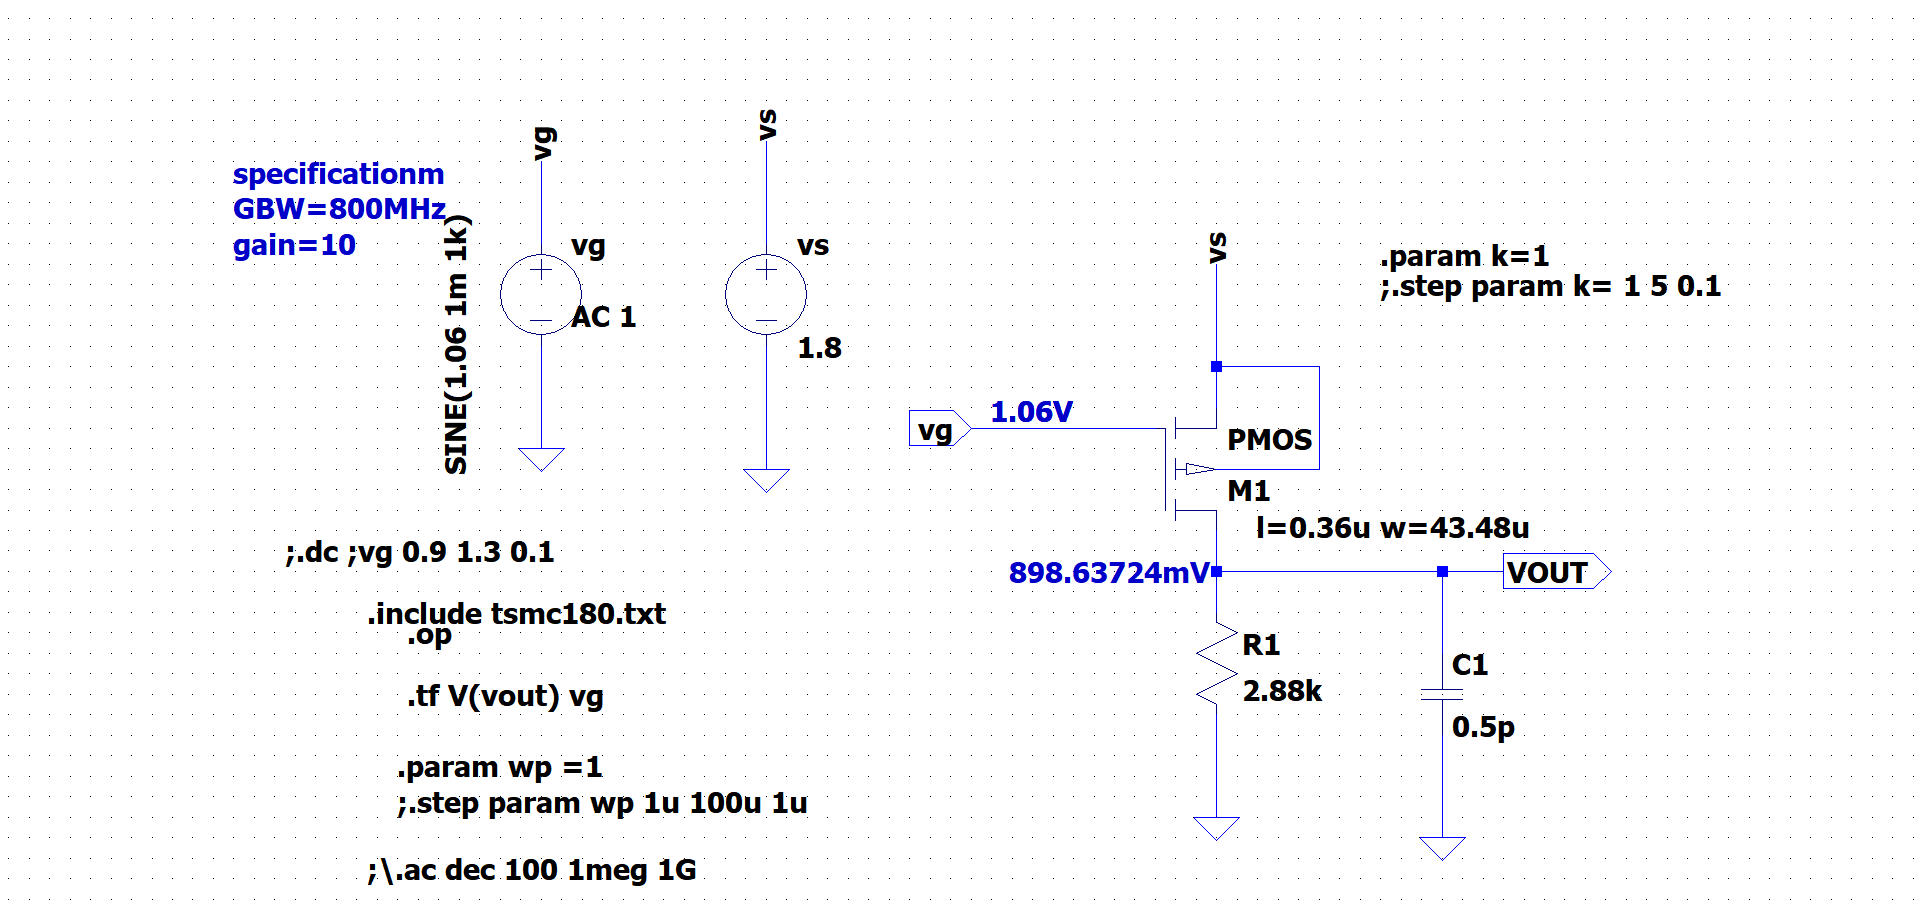 specificationm
GBW=800MHz
gain=10
vg
vg
AC 1
SINE(1.06 1m 1k)
vs
vs
1.8
vs
.param k=1
;.step param k= 1 5 0.1
vg
1.06V
PMOS
M1
l=0.36u w=43.48u
898.63724mV
VOUT
R1
2.88k
C1
0.5p
;.dc ;vg 0.9 1.3 0.1
.include tsmc180.txt
.op
.tf V(vout) vg
.param wp =1
;.step param wp 1u 100u 1u
;\.ac dec 100 1meg 1G